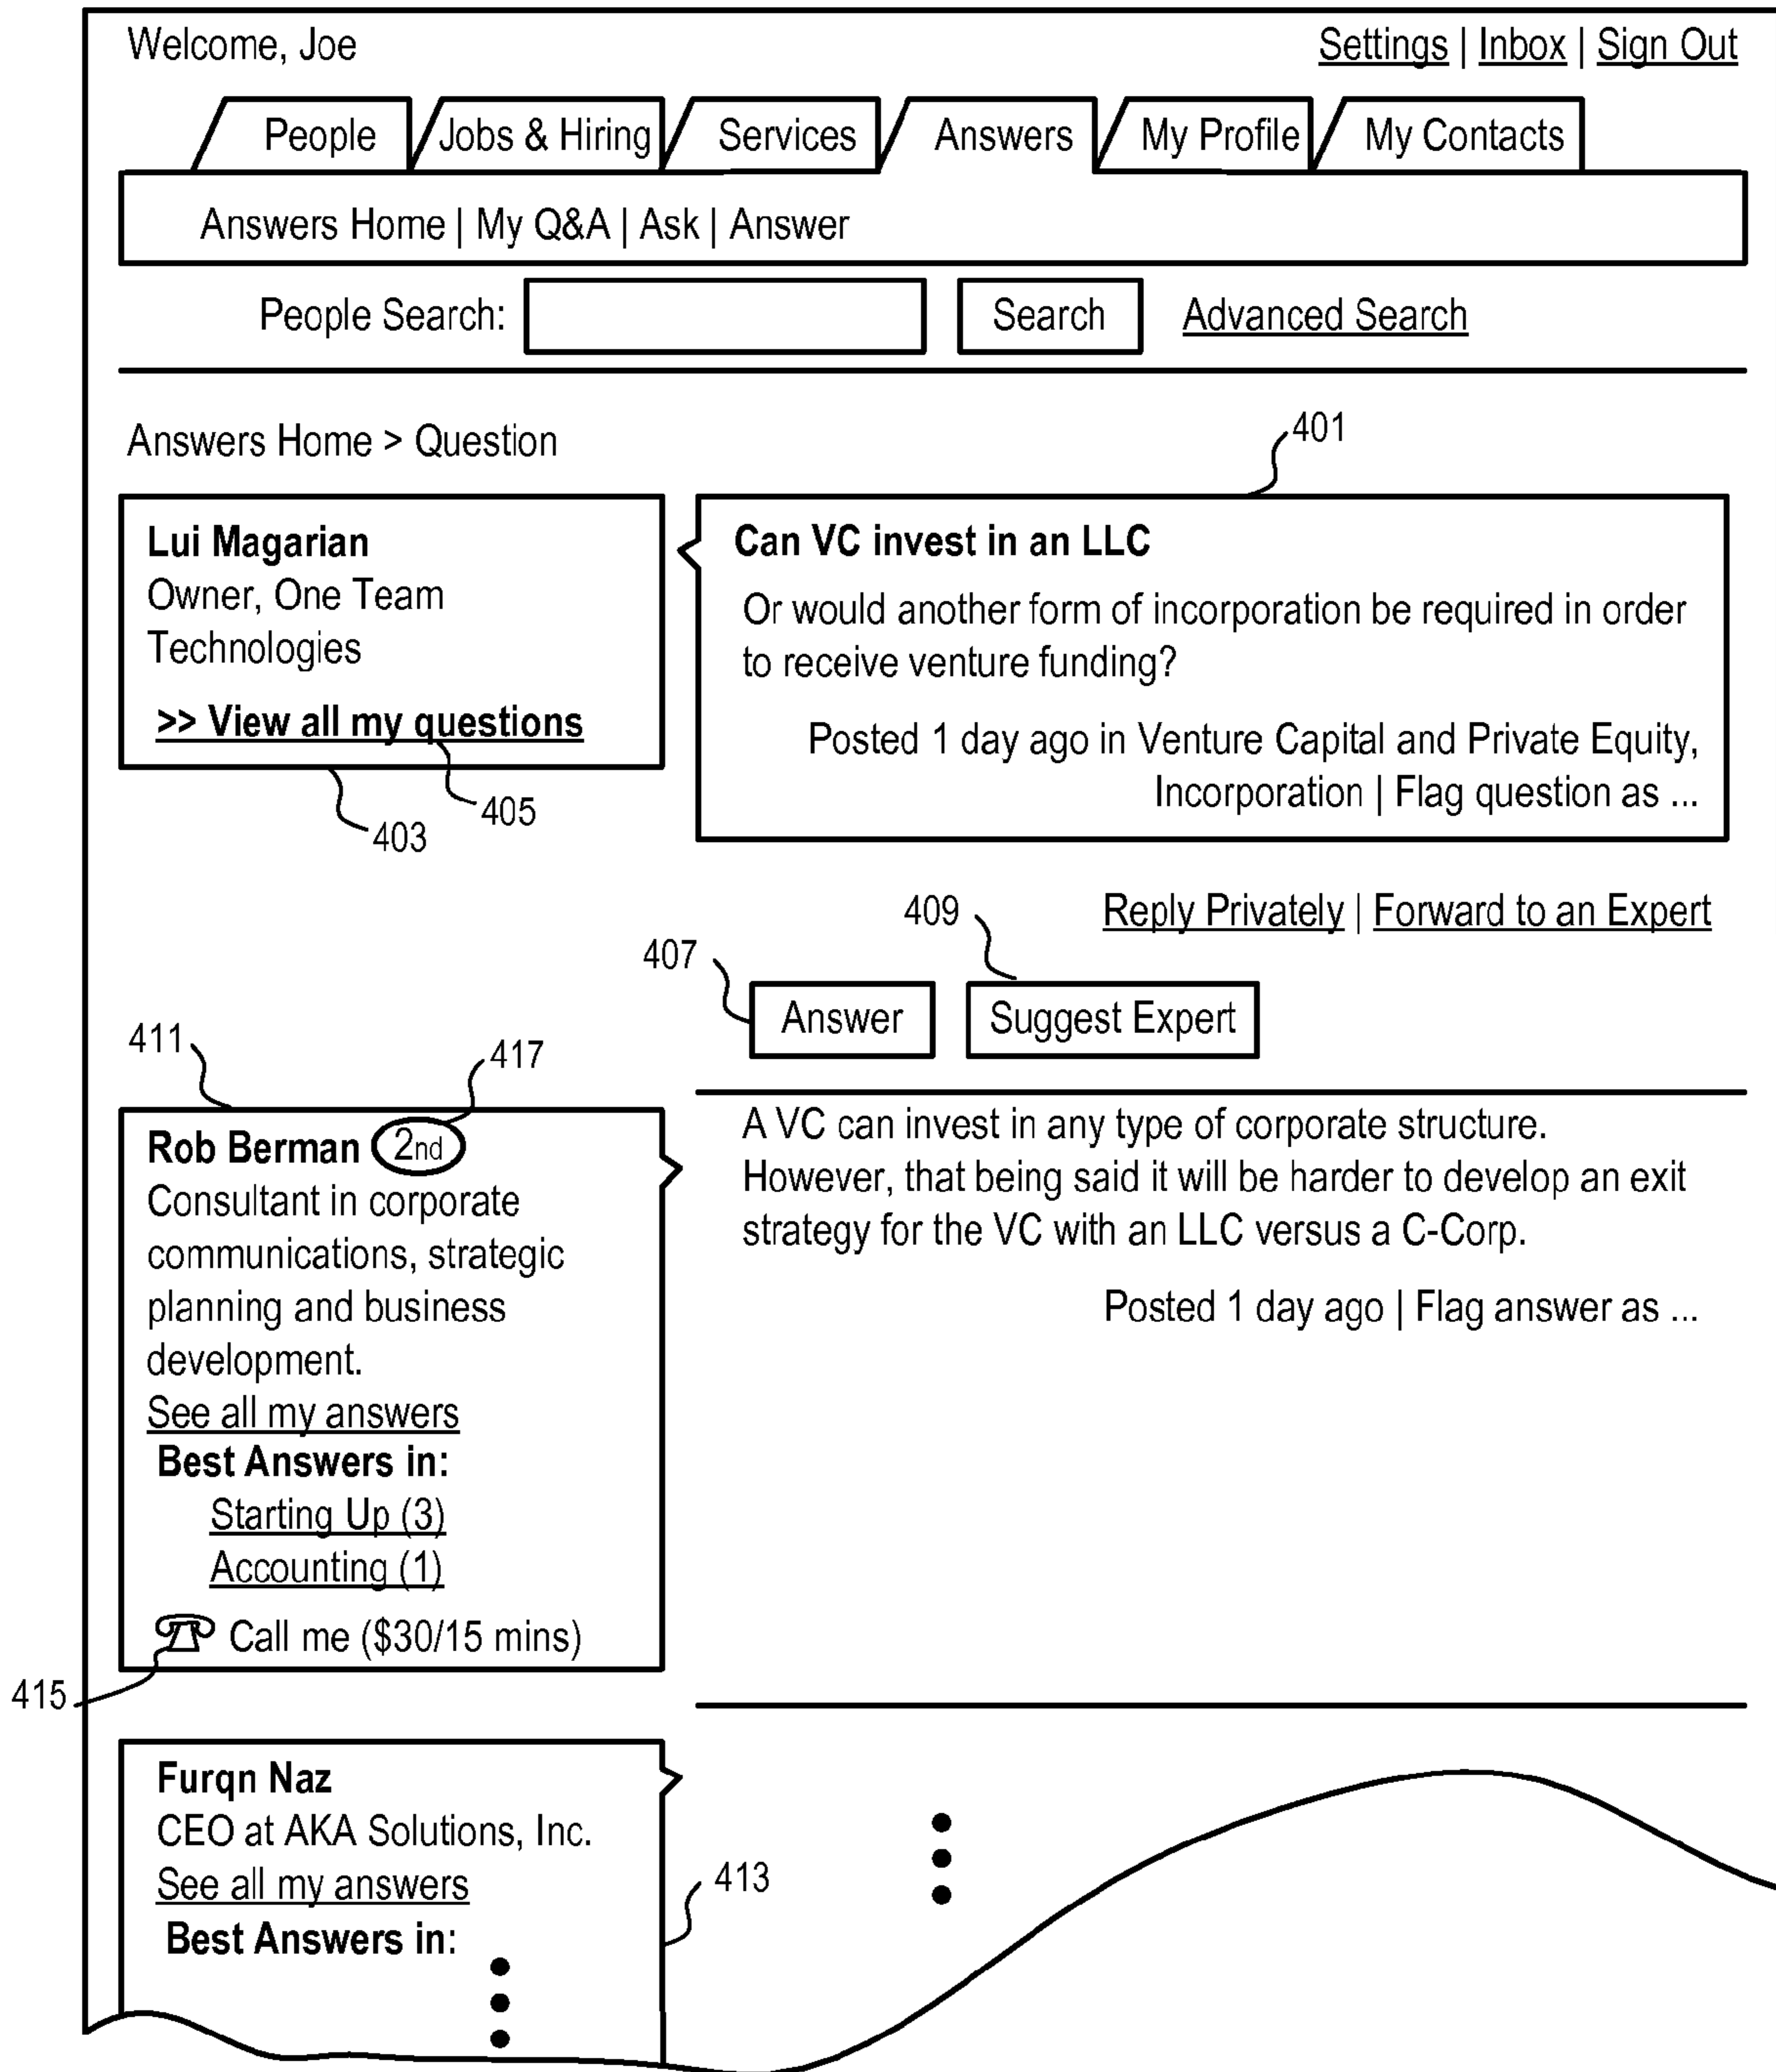 Welcome, Joe
Settings | Inbox | Sign Out
People
Jobs & Hiring
Services
Answers
My Profile
My Contacts
Answers Home | My Q&A | Ask | Answer
People Search:
Search
Advanced Search
Answers Home > Question
401
Lui Magarian
Owner, One Team
Technologies
>> View all my questions
405
403
Can VC invest in an LLC
Or would another form of incorporation be required in order
to receive venture funding?
Posted 1 day ago in Venture Capital and Private Equity,
Incorporation | Flag question as ...
Reply Privately | Forward to an Expert
409
407
Answer
Suggest Expert
411
417
Rob Berman 2nd
Consultant in corporate
communications, strategic
planning and business
development.
See all my answers
Best Answers in:
Starting Up (3)
Accounting (1)
Call me ($30/15 mins)
415
A VC can invest in any type of corporate structure.
However, that being said it will be harder to develop an exit
strategy for the VC with an LLC versus a C-Corp.
Posted 1 day ago | Flag answer as ...
Furqn Naz
CEO at AKA Solutions, Inc.
See all my answers
Best Answers in:
413